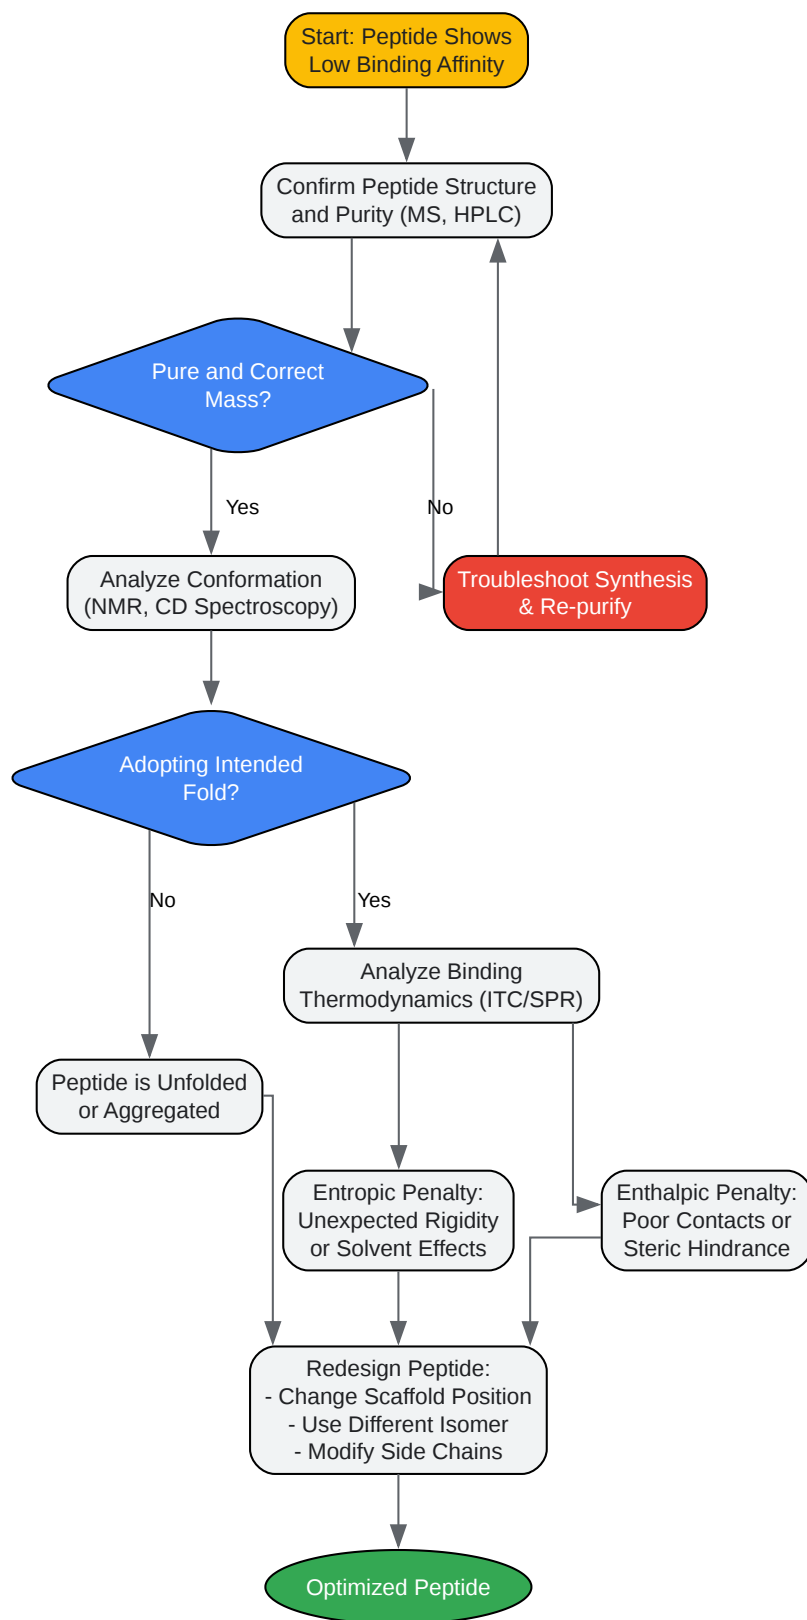 Start: Peptide Shows
Low Binding Affinity
Confirm Peptide Structure
and Purity (MS, HPLC)
Pure and Correct
Mass?
Yes
No
Analyze Conformation
(NMR, CD Spectroscopy)
Troubleshoot Synthesis
& Re-purify
Adopting Intended
Fold?
No
Yes
Analyze Binding
Thermodynamics (ITC/SPR)
Peptide is Unfolded
or Aggregated
Entropic Penalty:
Unexpected Rigidity
or Solvent Effects
Enthalpic Penalty:
Poor Contacts or
Steric Hindrance
Redesign Peptide:
- Change Scaffold Position
- Use Different Isomer
- Modify Side Chains
Optimized Peptide